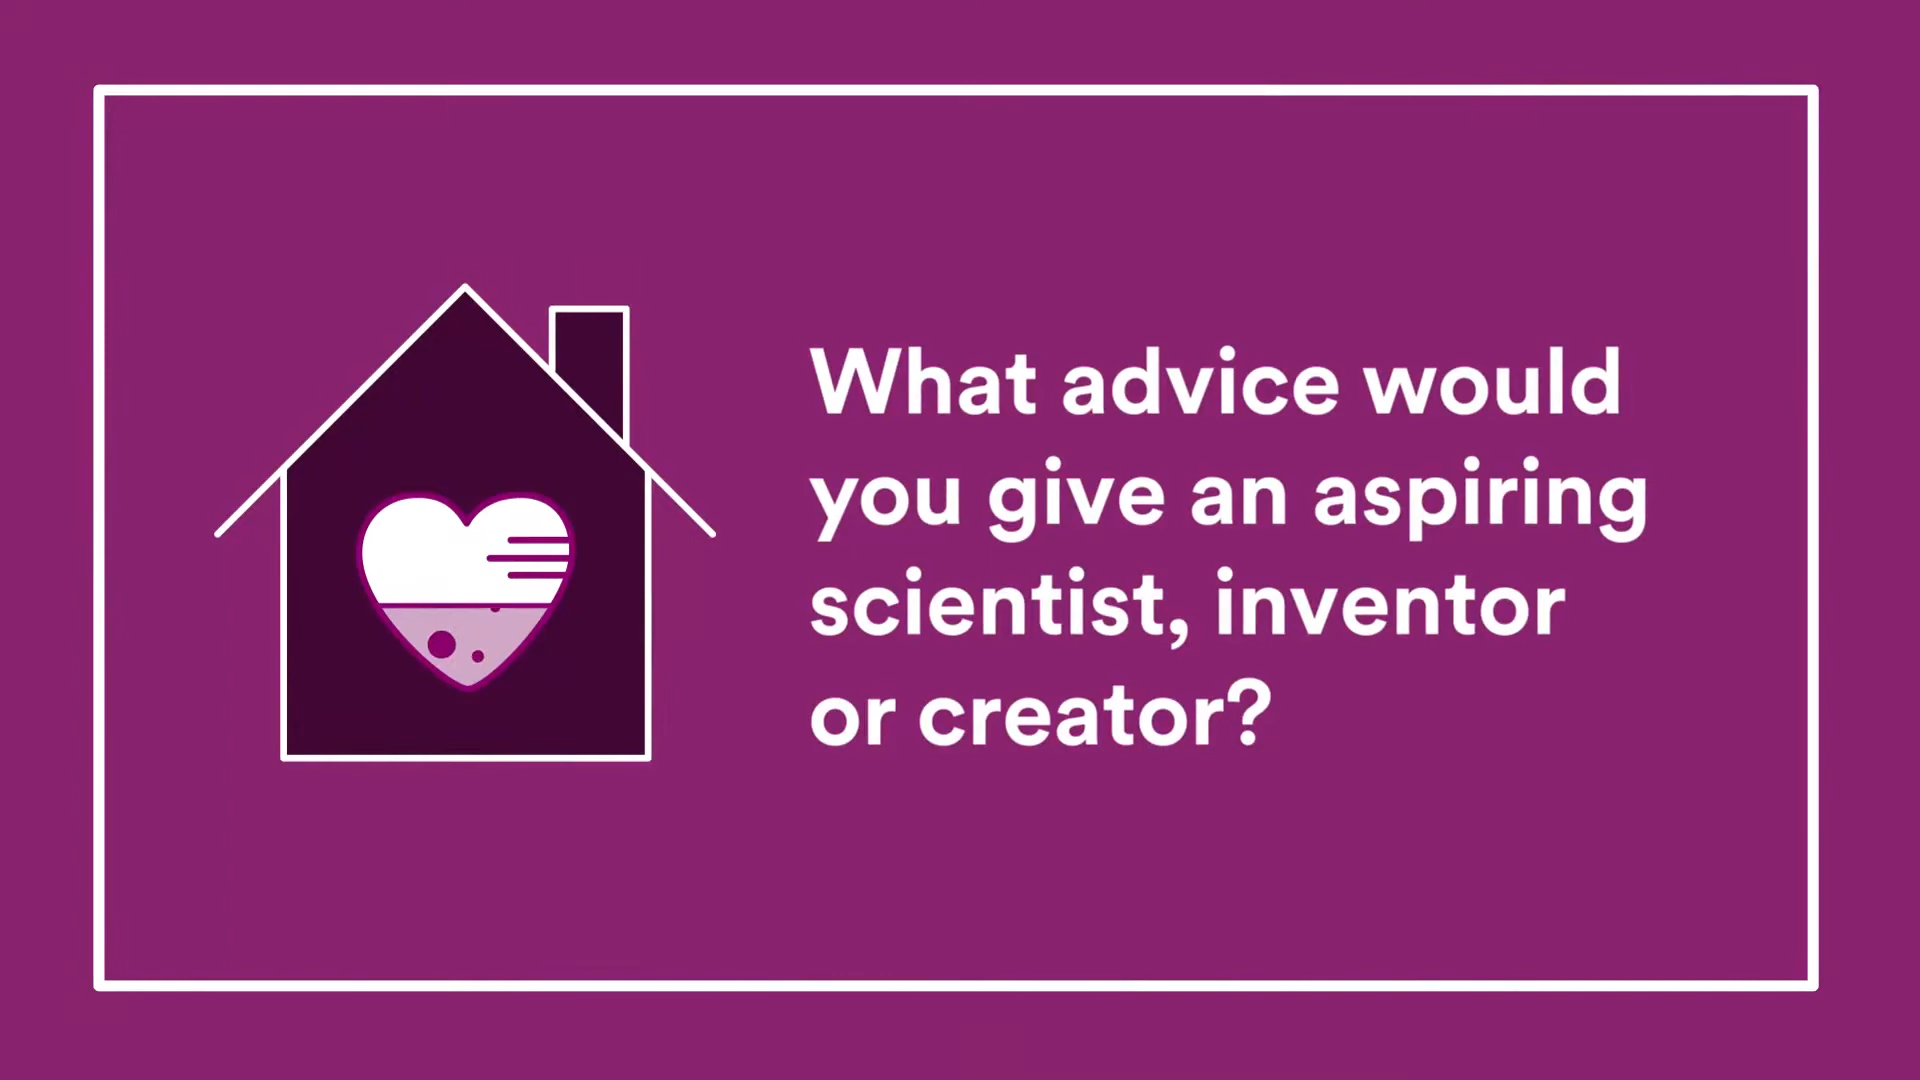 What advice would
you give an aspiring
scientist, inventor
or creator?